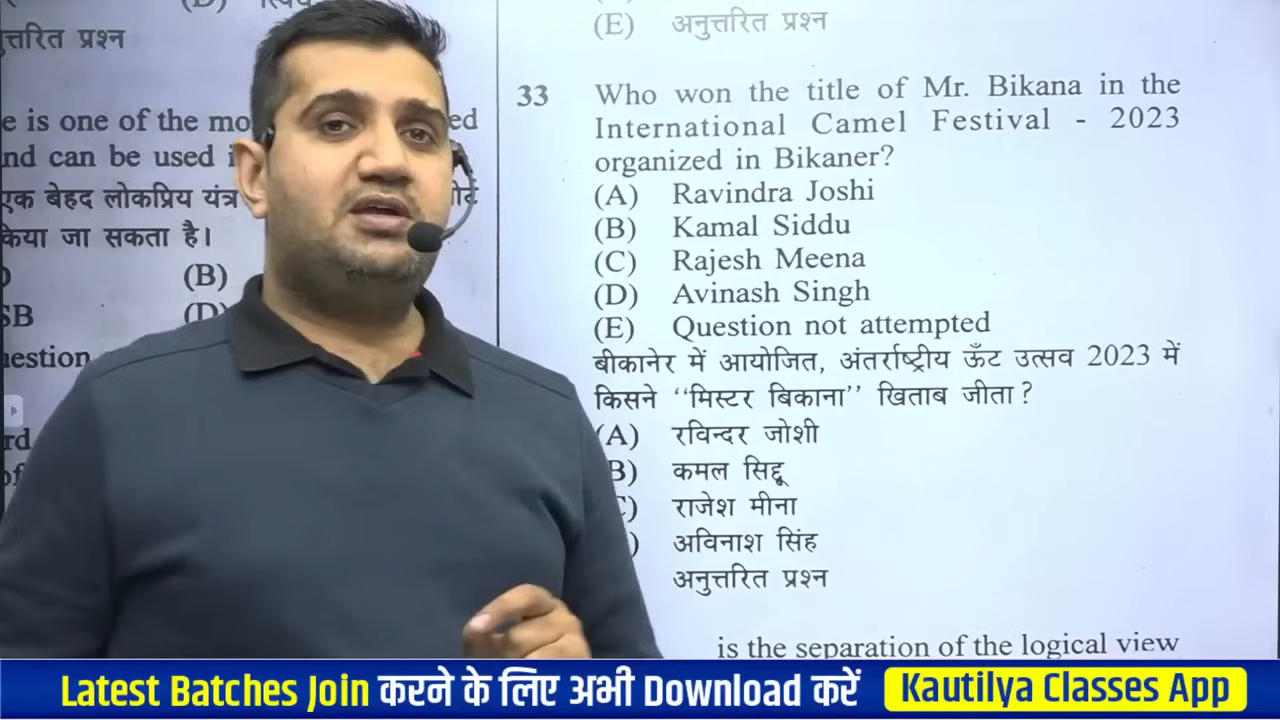 त्तरित प्रश्न
e is one of the mo ed
nd can be used i
एक बेहद लोकप्रिय यंत्र
किया जा सकता है।
(B)
SB (D)
uestion
rd
of
(E) अनुत्तरित प्रश्न
33 Who won the title of Mr. Bikana in the
International Camel Festival - 2023
organized in Bikaner?
(A) Ravindra Joshi
(B) Kamal Siddu
(C) Rajesh Meena
(D) Avinash Singh
(E) Question not attempted
बीकानेर में आयोजित, अंतर्राष्ट्रीय ऊँट उत्सव 2023 में
किसने ‘‘मिस्टर बिकाना’’ खिताब जीता ?
(A) रविन्दर जोशी
B) कमल सिद्दू
) राजेश मीना
) अविनाश सिंह
अनुत्तरित प्रश्न
is the separation of the logical view
Latest Batches Join करने के लिए अभी Download करें Kautilya Classes App